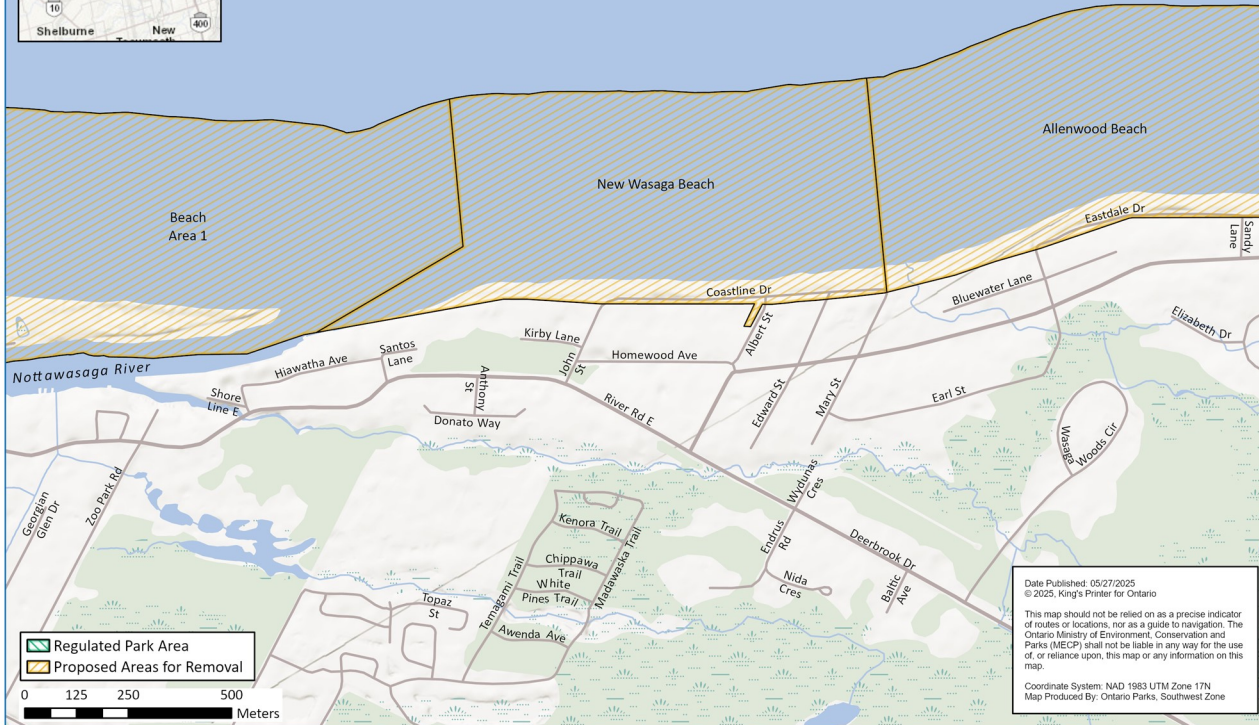 10
400
Shelburne
New
Tecumseth
Allenwood Beach
New Wasaga Beach
Beach
Area 1
Eastdale Dr
Sandy
Lane
Coastline Dr
Bluewater Lane
Elizabeth Dr
Kirby Lane
Albert St
Santos
Lane
Hiawatha Ave
John
St
Homewood Ave
Nottawasaga River
Shore
Line E
Anthony
St
Edward St
Mary St
Earl St
River Rd E
Donato Way
Wasaga
Woods Cir
Zoo Park Rd
Georgian
Glen Dr
Wydunas
Cres
Kenora Trail
Endrus
Rd
Deerbrook Dr
Chippawa
Trail
White
Pines Trail
Madawaska Trail
Temagami Trail
Nida
Cres
Baltic
Ave
Topaz
St
Awenda Ave
Regulated Park Area
Proposed Areas for Removal
0 125 250 500
Meters
Date Published: 05/27/2025
© 2025, King's Printer for Ontario
This map should not be relied on as a precise indicator
of routes or locations, nor as a guide to navigation. The
Ontario Ministry of Environment, Conservation and
Parks (MECP) shall not be liable in any way for the use
of, or reliance upon, this map or any information on this
map.
Coordinate System: NAD 1983 UTM Zone 17N
Map Produced By: Ontario Parks, Southwest Zone